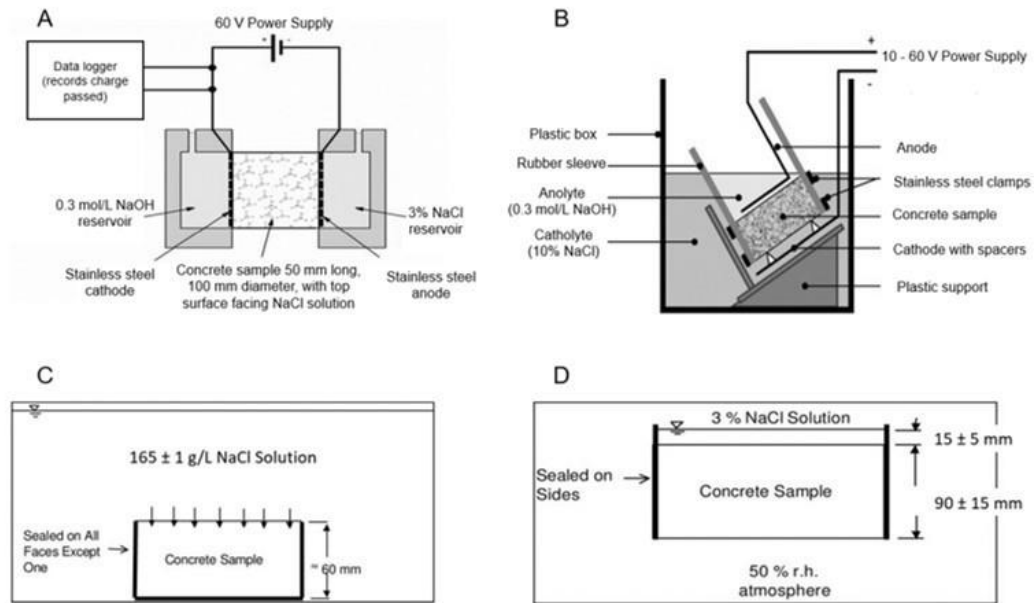 A
60 V Power Supply
+
-
Data logger
(records charge
passed)
0.3 mol/L NaOH
reservoir
3% NaCl
reservoir
Stainless steel
cathode
Concrete sample 50 mm long,
100 mm diameter, with top
surface facing NaCl solution
Stainless steel
anode
B
+
10 - 60 V Power Supply
-
Plastic box
Rubber sleeve
Anolyte
(0.3 mol/L NaOH)
Catholyte
(10% NaCl)
Anode
Stainless steel clamps
Concrete sample
Cathode with spacers
Plastic support
C
165 ± 1 g/L NaCl Solution
Sealed on All
Faces Except
One
Concrete Sample
≈ 60 mm
D
3 % NaCl Solution
15 ± 5 mm
Sealed on
Sides
Concrete Sample
90 ± 15 mm
50 % r.h.
atmosphere